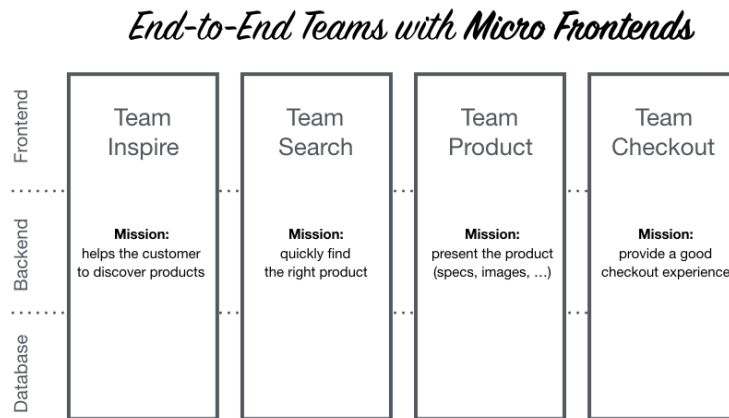 End-to-End Teams with Micro Frontends
Frontend
Backend
Database
Team
Inspire
Mission:
helps the customer
to discover products
Team
Search
Mission:
quickly find
the right product
Team
Product
Mission:
present the product
(specs, images, …)
Team
Checkout
Mission:
provide a good
checkout experience